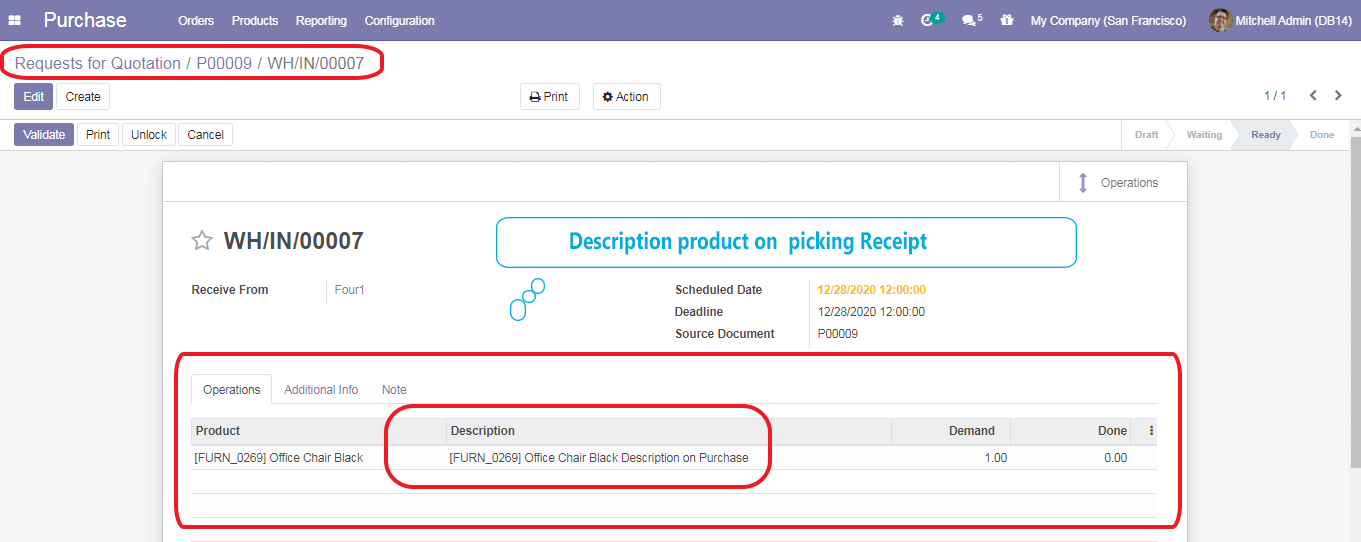 Purchase Orders Products Reporting Configuration 4 5 My Company (San Francisco) Mitchell Admin (DB14)
Requests for Quotation / P00009 / WH/IN/00007
Edit Create Print Action 1 / 1
Validate Print Unlock Cancel Draft Waiting Ready Done
Operations
WH/IN/00007 Description product on picking Receipt
Receive From Four1 Scheduled Date 12/28/2020 12:00:00
Deadline 12/28/2020 12:00:00
Source Document P00009
Operations Additional Info Note
Product Description Demand Done
[FURN_0269] Office Chair Black [FURN_0269] Office Chair Black Description on Purchase 1.00 0.00